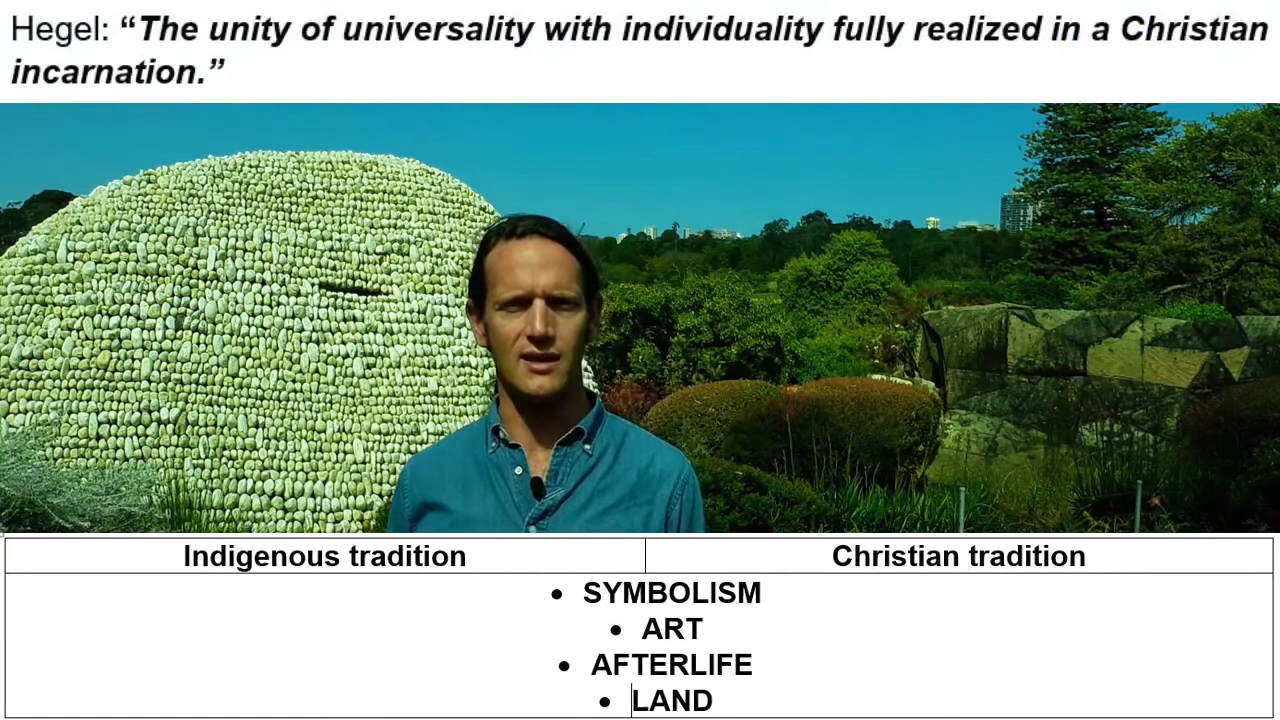 Hegel: “The unity of universality with individuality fully realized in a Christian
incarnation.”
Indigenous tradition Christian tradition
• SYMBOLISM
• ART
• AFTERLIFE
• LAND